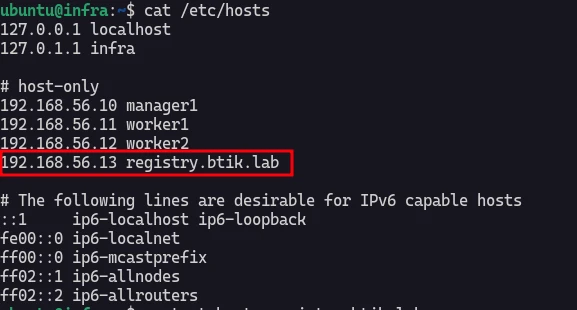 ubuntu@infra:~$ cat /etc/hosts
127.0.0.1 localhost
127.0.1.1 infra
# host-only
192.168.56.10 manager1
192.168.56.11 worker1
192.168.56.12 worker2
192.168.56.13 registry.btik.lab
# The following lines are desirable for IPv6 capable hosts
::1     ip6-localhost ip6-loopback
fe00::0 ip6-localnet
ff00::0 ip6-mcastprefix
ff02::1 ip6-allnodes
ff02::2 ip6-allrouters